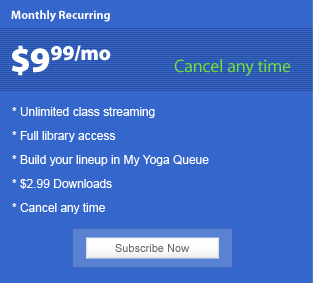 Monthly Recurring
$9.99/mo
Cancel any time
* Unlimited class streaming
* Full library access
* Build your lineup in My Yoga Queue
* $2.99 Downloads
* Cancel any time
Subscribe Now